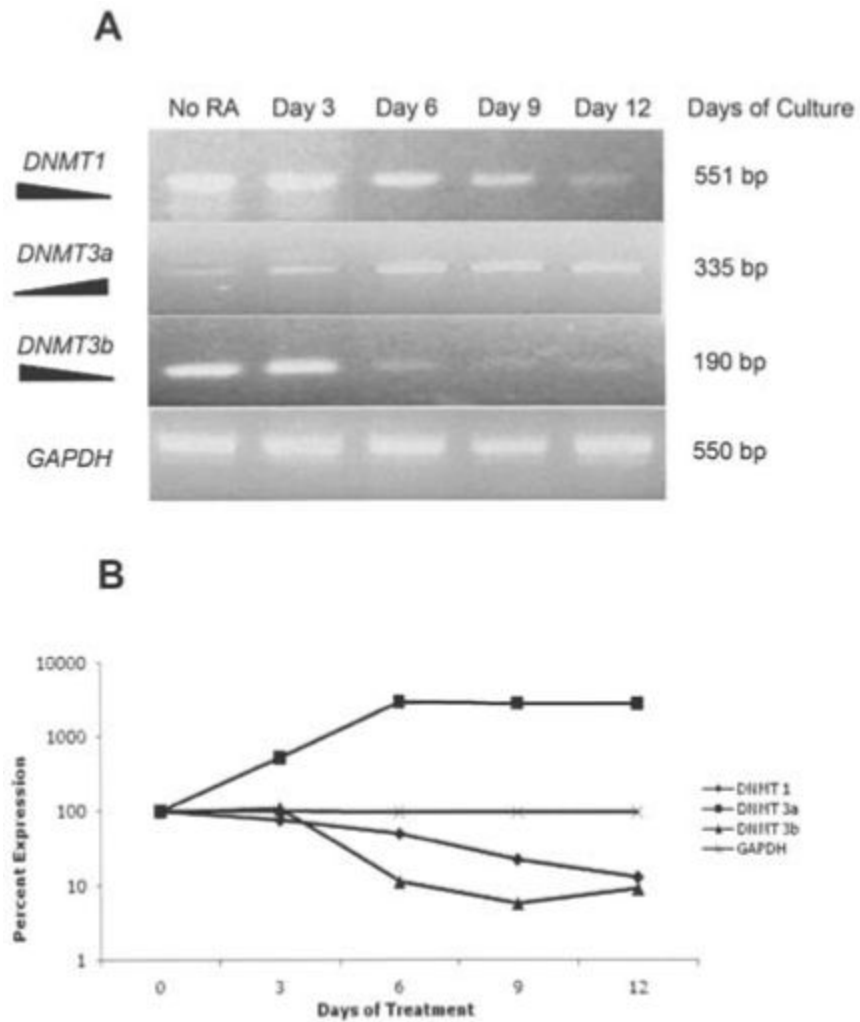 A
No RA Day 3 Day 6 Day 9 Day 12 Days of Culture
DNMT1 551 bp
DNMT3a 335 bp
DNMT3b 190 bp
GAPDH 550 bp
B
10000
1000
100
10
1
Percent Expression
0 3 6 9 12
Days of Treatment
DNMT 1
DNMT 3a
DNMT 3b
GAPDH